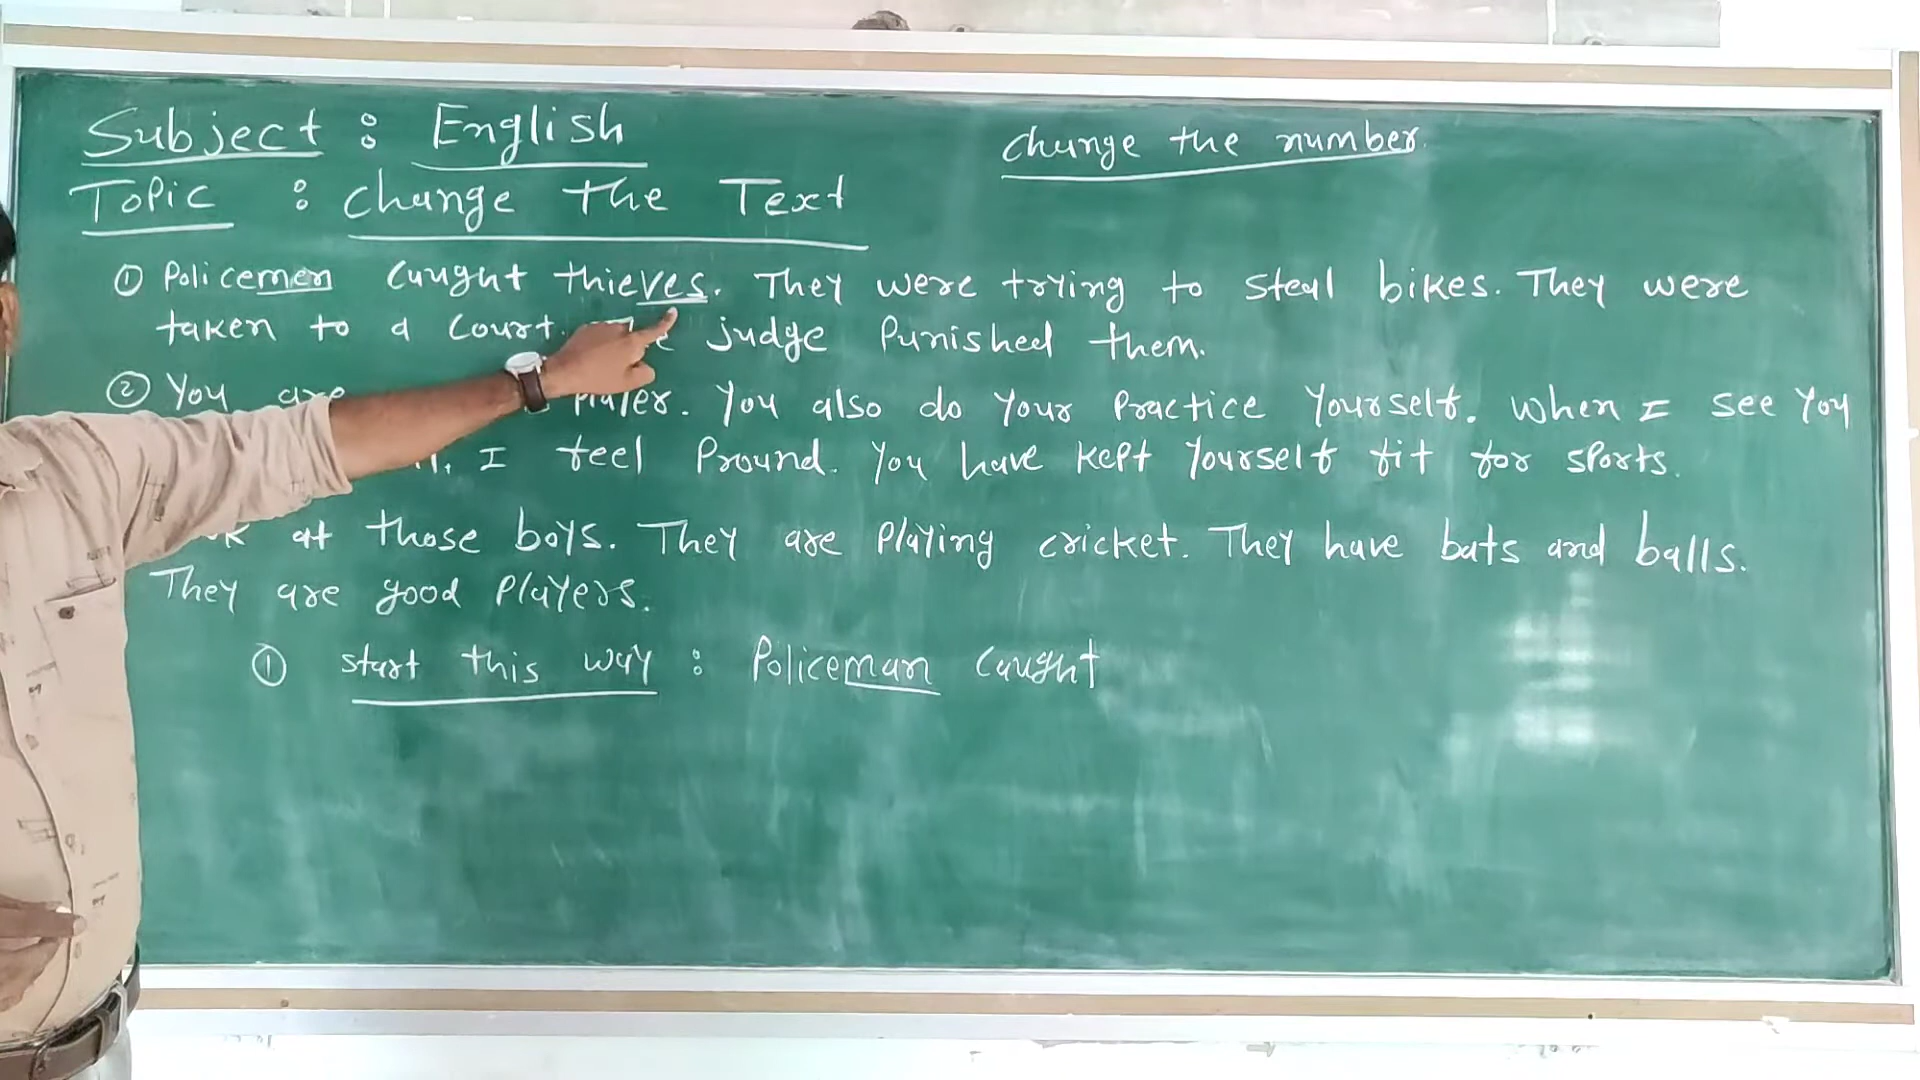 Subject : English
change the number
Topic : change the Text
① Policemen caught thieves. They were trying to steal bikes. They were
taken to a court. judge Punished them.
② You are Player. You also do your Practice Yourself. When I see You
I feel Pround. You have kept Yourself fit for sports.
at those boys. They are Playing cricket. They have bats and balls.
They are good Players.
① start this way : Policeman caught